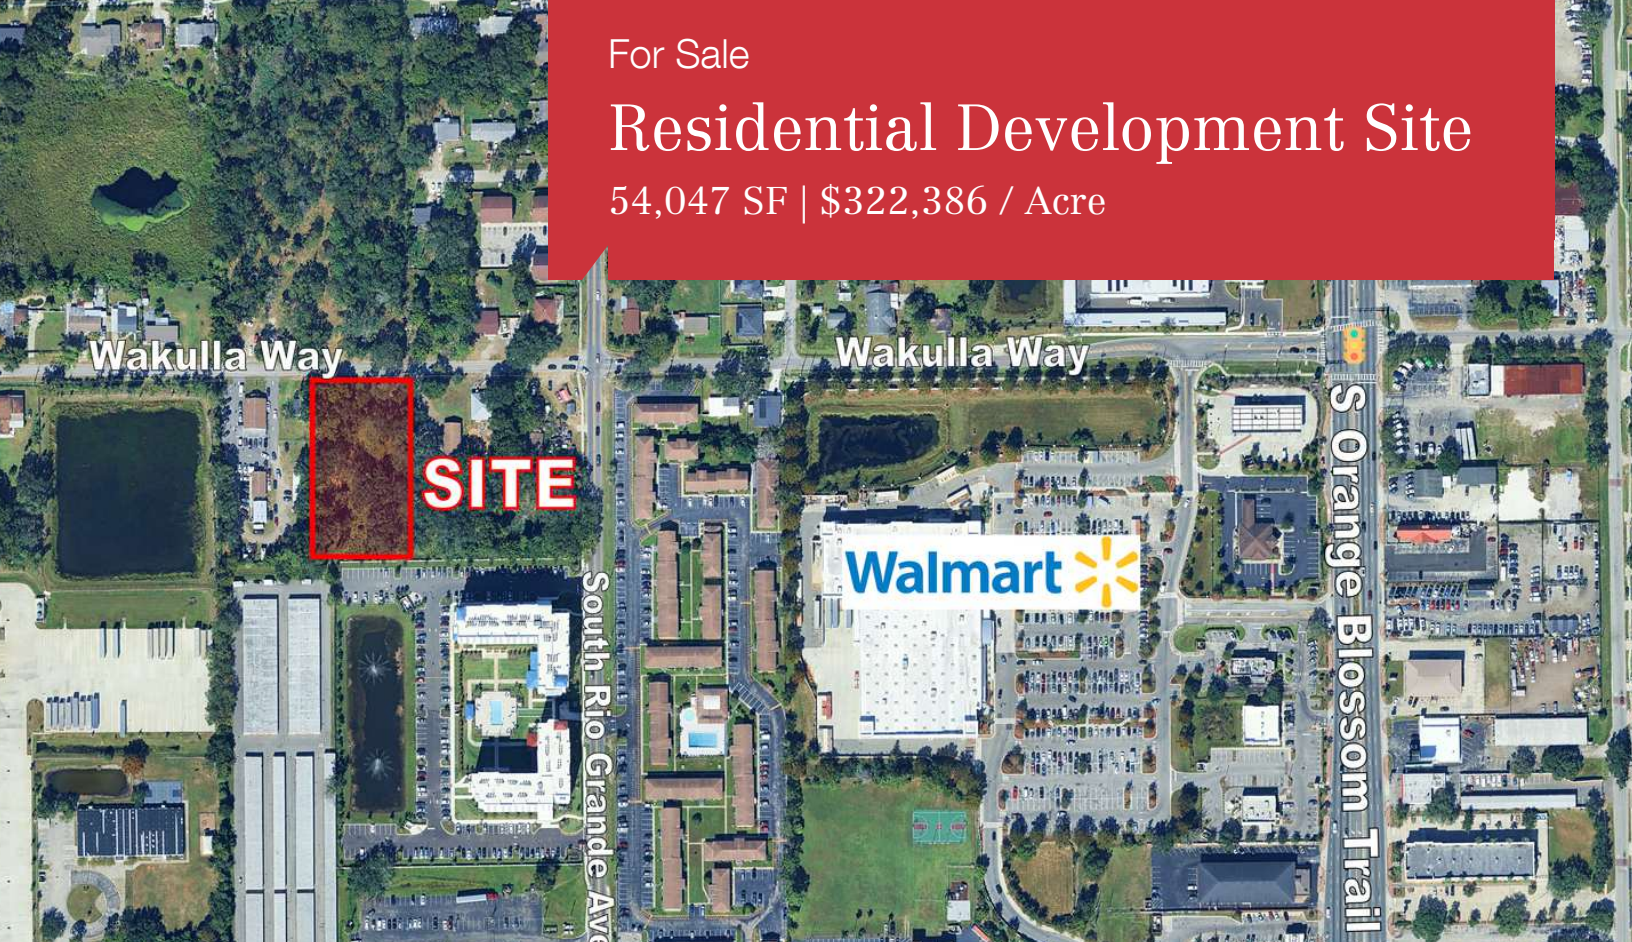 For Sale
Residential Development Site
54,047 SF | $322,386 / Acre
Wakulla Way
Wakulla Way
SITE
Walmart
S Orange Blossom Trail
South Rio Grande Ave